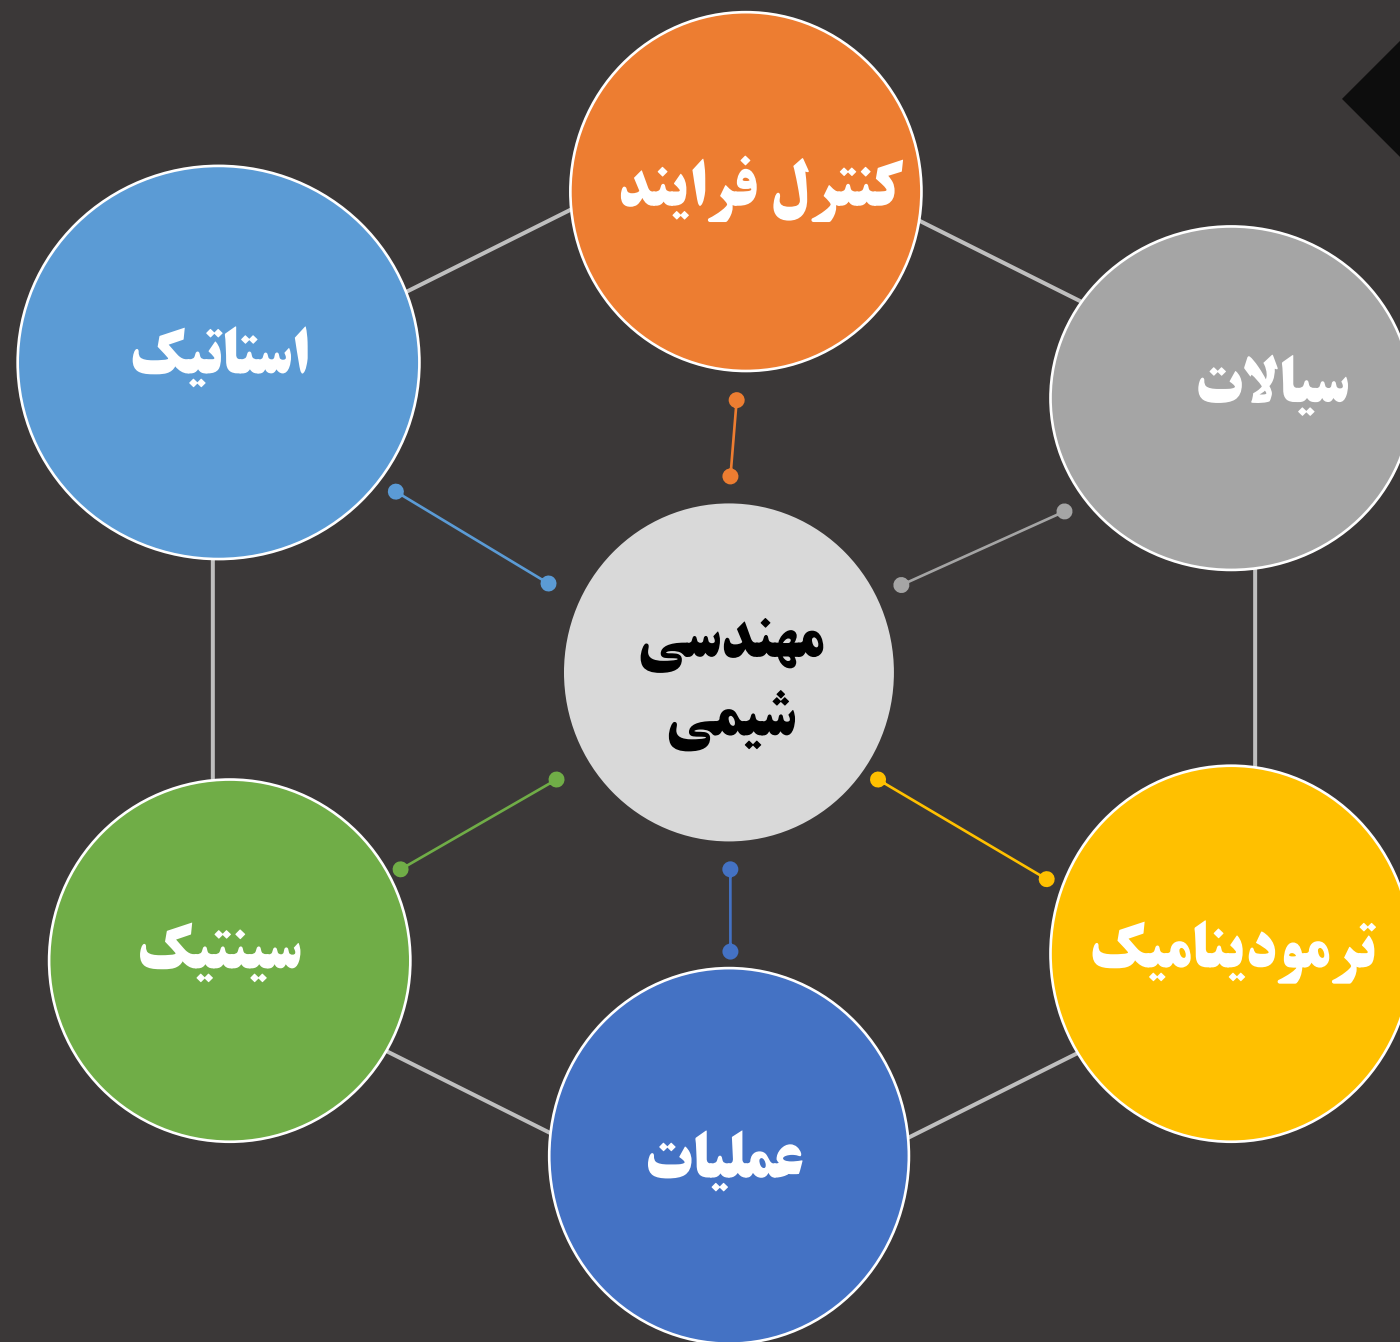 کنترل فرایند
استاتیک
سیالات
مهندسی
شیمی
سینتیک
ترمودینامیک
عملیات